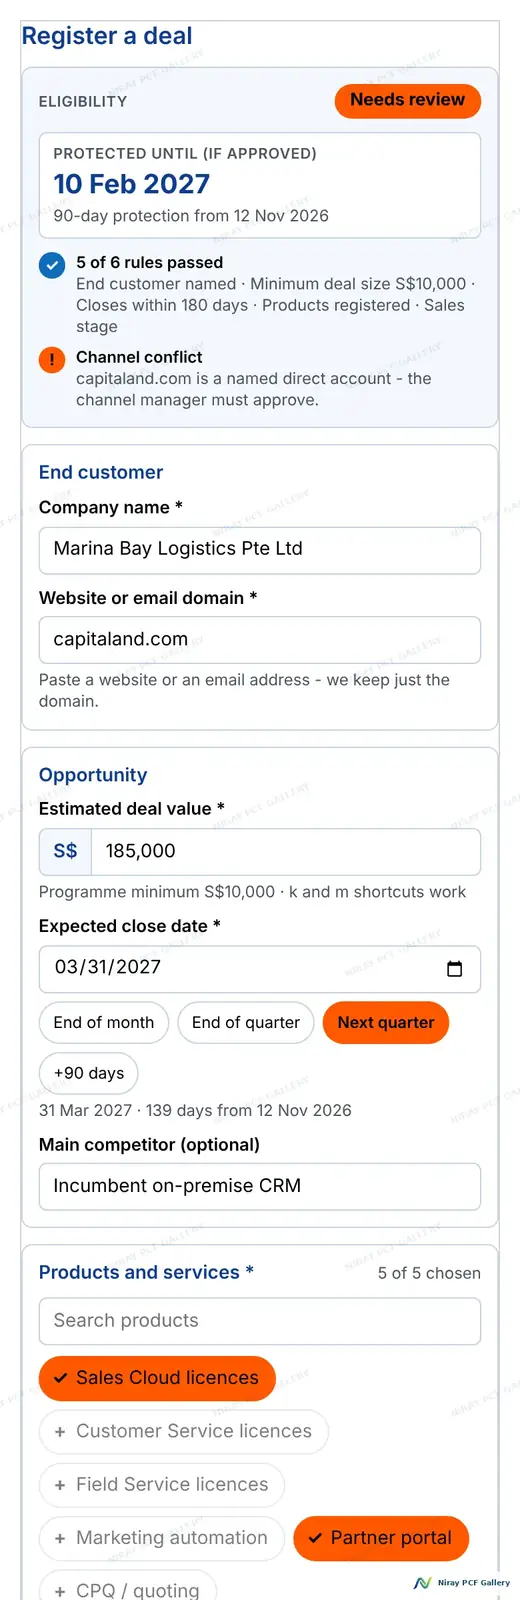 Register a deal
ELIGIBILITY
Needs review
PROTECTED UNTIL (IF APPROVED)
10 Feb 2027
90-day protection from 12 Nov 2026
5 of 6 rules passed
End customer named · Minimum deal size S$10,000 ·
Closes within 180 days · Products registered · Sales
stage
Channel conflict
capitaland.com is a named direct account - the
channel manager must approve.
End customer
Company name *
Marina Bay Logistics Pte Ltd
Website or email domain *
capitaland.com
Paste a website or an email address - we keep just the
domain.
Opportunity
Estimated deal value *
S$ 185,000
Programme minimum S$10,000 · k and m shortcuts work
Expected close date *
03/31/2027
End of month End of quarter Next quarter
+90 days
31 Mar 2027 · 139 days from 12 Nov 2026
Main competitor (optional)
Incumbent on-premise CRM
Products and services * 5 of 5 chosen
Search products
✓ Sales Cloud licences
+ Customer Service licences
+ Field Service licences
+ Marketing automation ✓ Partner portal
+ CPQ / quoting
Niray PCF Gallery
NIRAY PCF GALLERY